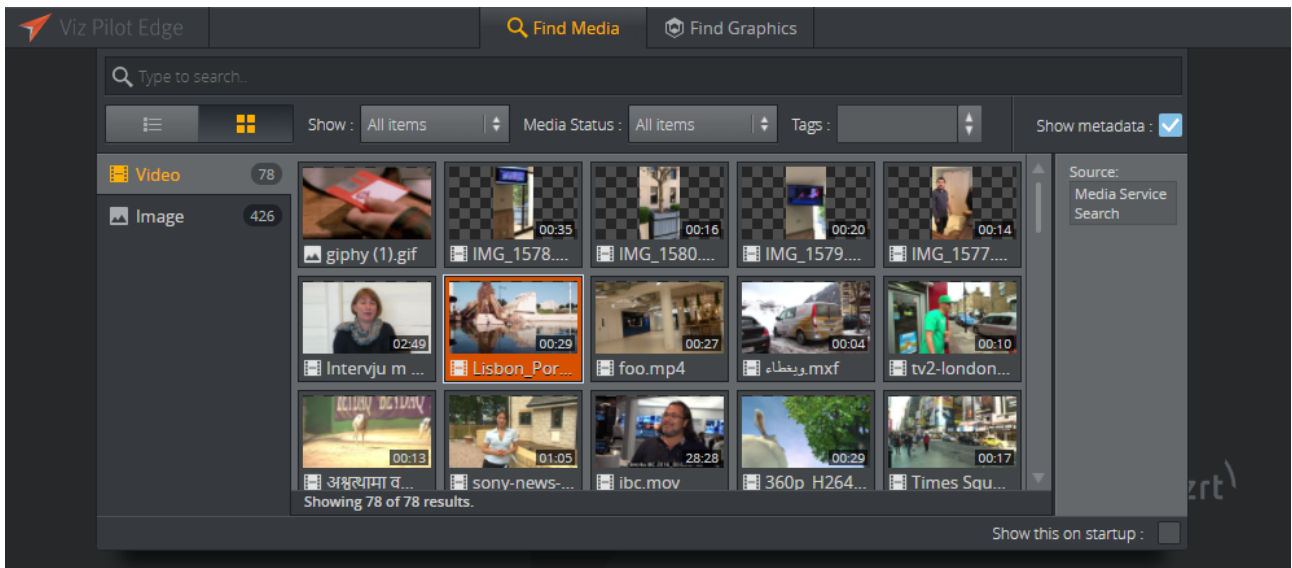 Viz Pilot Edge
Find Media
Find Graphics
Type to search..
Show : All items
Media Status : All items
Tags :
Show metadata :
Video 78
Image 426
00:35
00:16
00:20
00:14
giphy (1).gif
IMG_1578....
IMG_1580....
IMG_1579....
IMG_1577....
Source:
Media Service
Search
02:49
00:29
00:27
00:04
00:10
Intervju m ...
Lisbon_Por...
foo.mp4
وبغطاء.mxf
tv2-london...
00:13
01:05
28:28
00:29
00:17
अश्वत्थामा व...
sony-news-...
ibc.mov
360p_H264...
Times Squ...
Showing 78 of 78 results.
zrt
Show this on startup :